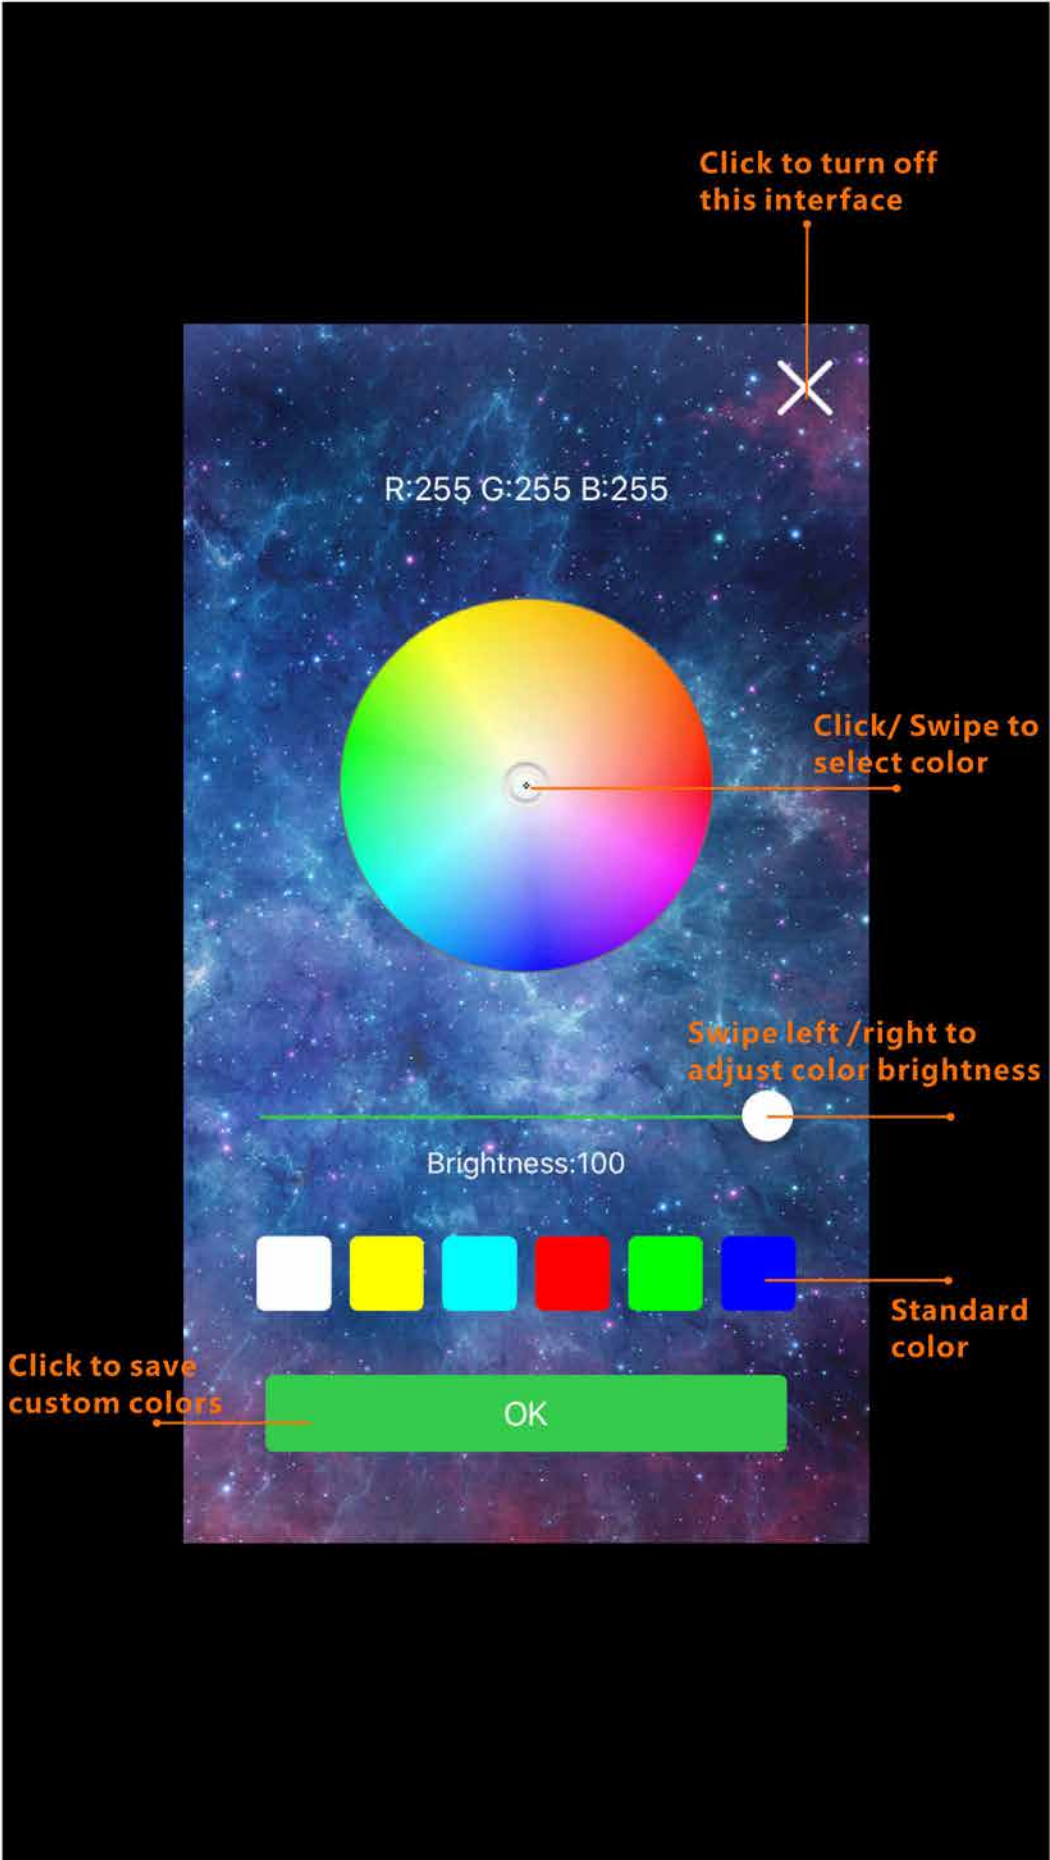 Click to turn off
this interface
R:255 G:255 B:255
Click/ Swipe to
select color
Swipe left /right to
adjust color brightness
Brightness:100
Standard
color
Click to save
custom colors
OK